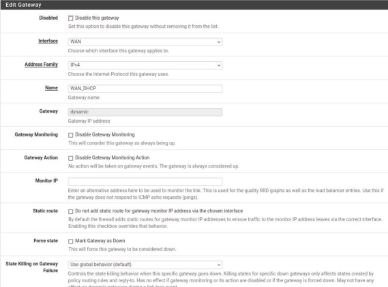 Edit Gateway
Disabled
Disable this gateway
Set this option to disable this gateway without removing it from the list.
Interface
WAN
Choose which interface this gateway applies to.
Address Family
IPv4
Choose the Internet Protocol this gateway uses.
Name
WAN_DHCP
Gateway name
Gateway
dynamic
Gateway IP address
Gateway Monitoring
Disable Gateway Monitoring
This will consider this gateway as always being up.
Gateway Action
Disable Gateway Monitoring Action
No action will be taken on gateway events. The gateway is always considered up.
Monitor IP
Enter an alternative address here to be used to monitor the link. This is used for the quality RRD graphs as well as the load balancer entries. Use this if
the gateway does not respond to ICMP echo requests (pings).
Static route
Do not add static route for gateway monitor IP address via the chosen interface
By default the firewall adds static routes for gateway monitor IP addresses to ensure traffic to the monitor IP address leaves via the correct interface.
Enabling this checkbox overrides that behavior.
Force state
Mark Gateway as Down
This will force this gateway to be considered down.
State Killing on Gateway
Failure
Use global behavior (default)
Controls the state killing behavior when this specific gateway goes down. Killing states for specific down gateways only affects states created by
policy routing rules and reply-to. Has no effect if gateway monitoring or its action are disabled or if the gateway is forced down. May not have any